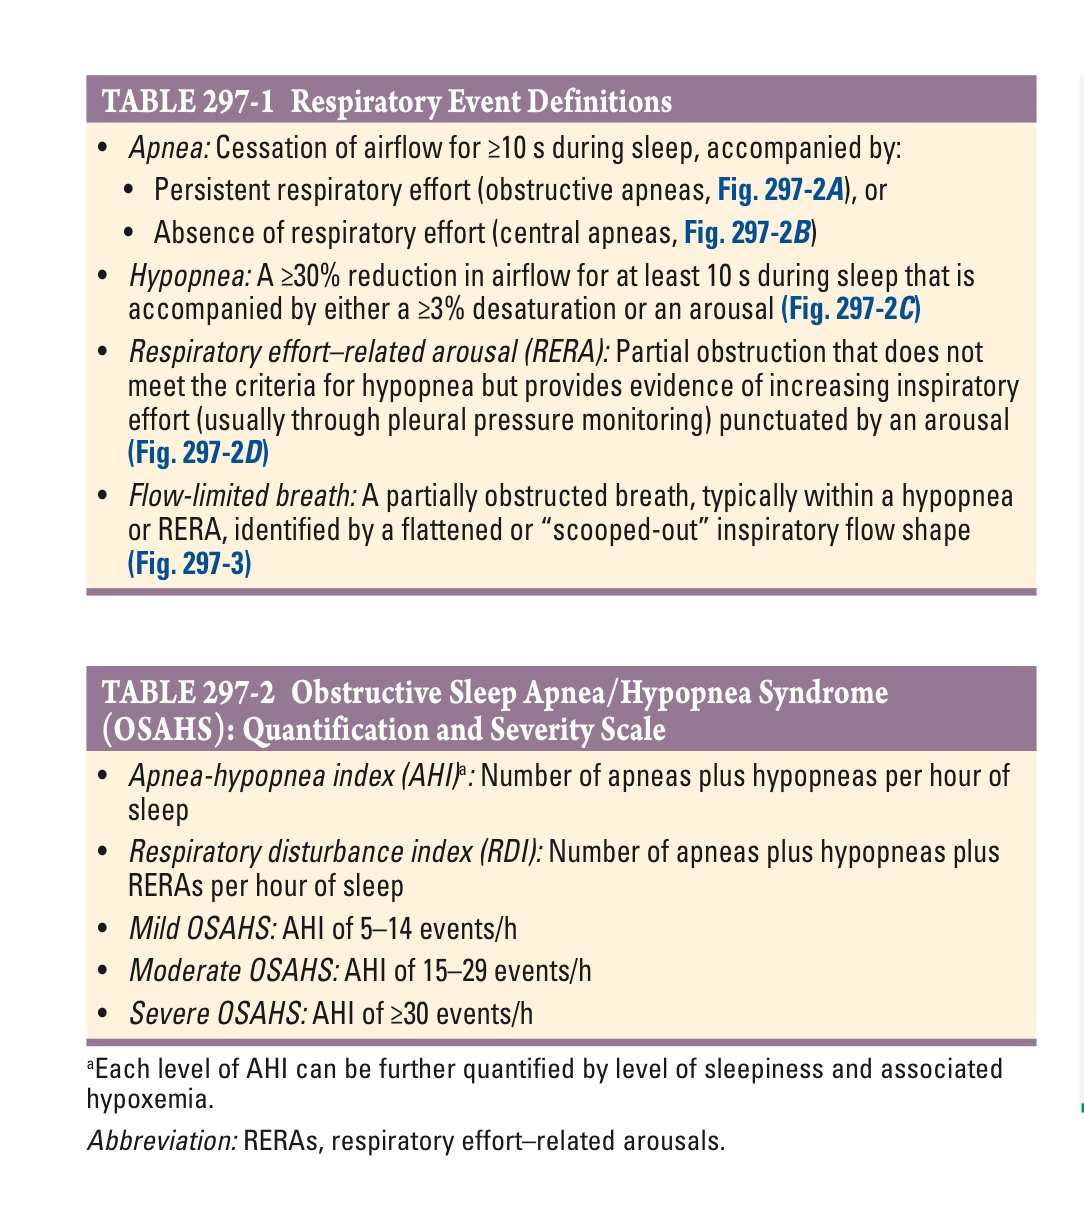 TABLE 297-1 Respiratory Event Definitions
• Apnea: Cessation of airflow for ≥10 s during sleep, accompanied by:
• Persistent respiratory effort (obstructive apneas, Fig. 297-2A), or
• Absence of respiratory effort (central apneas, Fig. 297-2B)
• Hypopnea: A ≥30% reduction in airflow for at least 10 s during sleep that is
accompanied by either a ≥3% desaturation or an arousal (Fig. 297-2C)
• Respiratory effort–related arousal (RERA): Partial obstruction that does not
meet the criteria for hypopnea but provides evidence of increasing inspiratory
effort (usually through pleural pressure monitoring) punctuated by an arousal
(Fig. 297-2D)
• Flow-limited breath: A partially obstructed breath, typically within a hypopnea
or RERA, identified by a flattened or “scooped-out” inspiratory flow shape
(Fig. 297-3)
TABLE 297-2 Obstructive Sleep Apnea/Hypopnea Syndrome
(OSAHS): Quantification and Severity Scale
• Apnea-hypopnea index (AHI)ᵃ: Number of apneas plus hypopneas per hour of
sleep
• Respiratory disturbance index (RDI): Number of apneas plus hypopneas plus
RERAs per hour of sleep
• Mild OSAHS: AHI of 5–14 events/h
• Moderate OSAHS: AHI of 15–29 events/h
• Severe OSAHS: AHI of ≥30 events/h
ᵃEach level of AHI can be further quantified by level of sleepiness and associated
hypoxemia.
Abbreviation: RERAs, respiratory effort–related arousals.